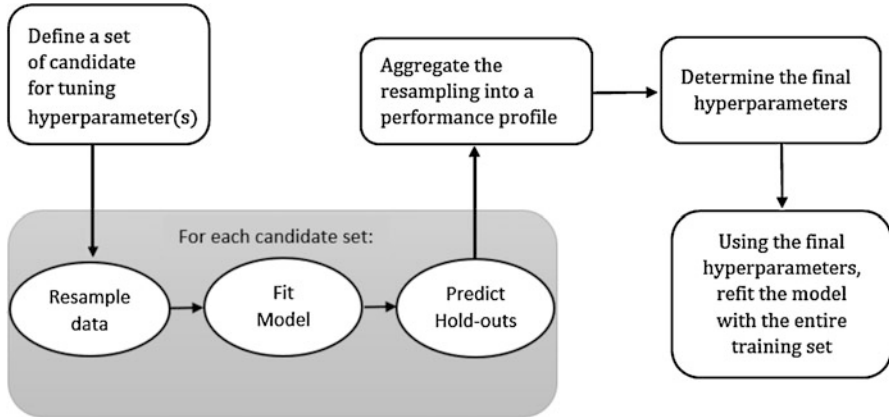 Define a set
of candidate
for tuning
hyperparameter(s)
For each candidate set:
Resample
data
Fit
Model
Predict
Hold-outs
Aggregate the
resampling into a
performance profile
Determine the final
hyperparameters
Using the final
hyperparameters,
refit the model
with the entire
training set